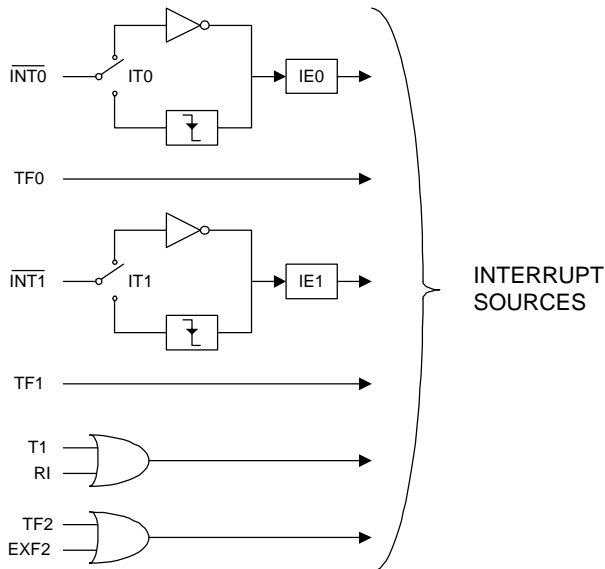 INT0
IT0
IE0
TF0
INT1
IT1
IE1
INTERRUPT
SOURCES
TF1
T1
RI
TF2
EXF2